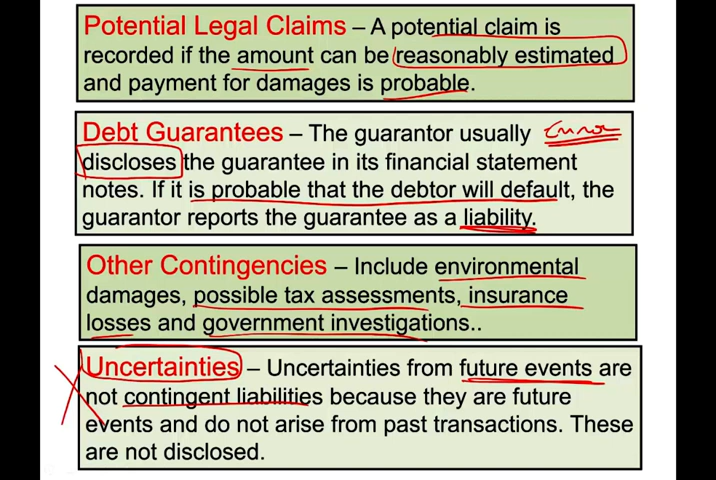 Potential Legal Claims – A potential claim is
recorded if the amount can be reasonably estimated
and payment for damages is probable.
Debt Guarantees – The guarantor usually
discloses the guarantee in its financial statement
notes. If it is probable that the debtor will default, the
guarantor reports the guarantee as a liability.
Other Contingencies – Include environmental
damages, possible tax assessments, insurance
losses and government investigations..
Uncertainties – Uncertainties from future events are
not contingent liabilities because they are future
events and do not arise from past transactions. These
are not disclosed.